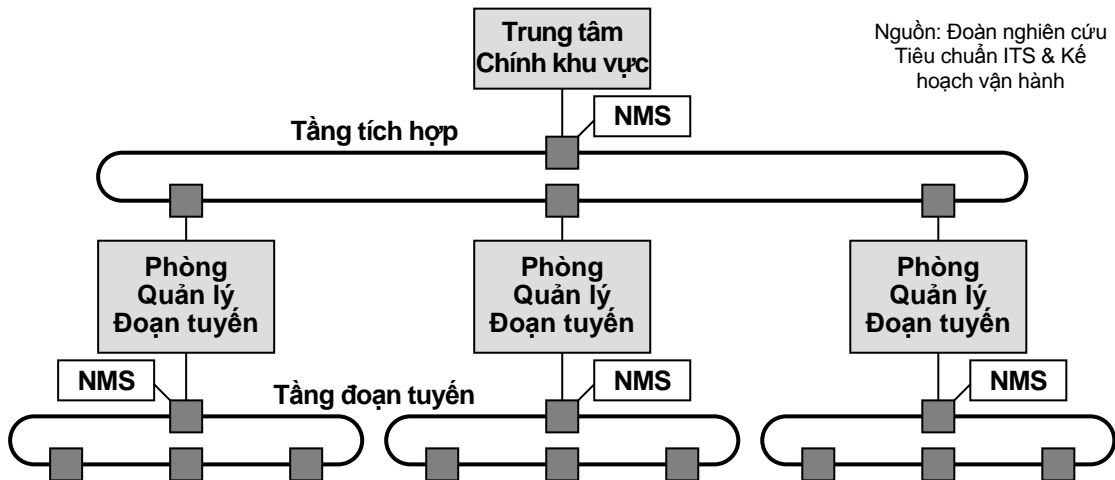 Trung tâm
Chính khu vực
Nguồn: Đoàn nghiên cứu
Tiêu chuẩn ITS & Kế
hoạch vận hành
NMS
Tầng tích hợp
Phòng
Quản lý
Đoạn tuyến
Phòng
Quản lý
Đoạn tuyến
Phòng
Quản lý
Đoạn tuyến
NMS
Tầng đoạn tuyến
NMS
NMS